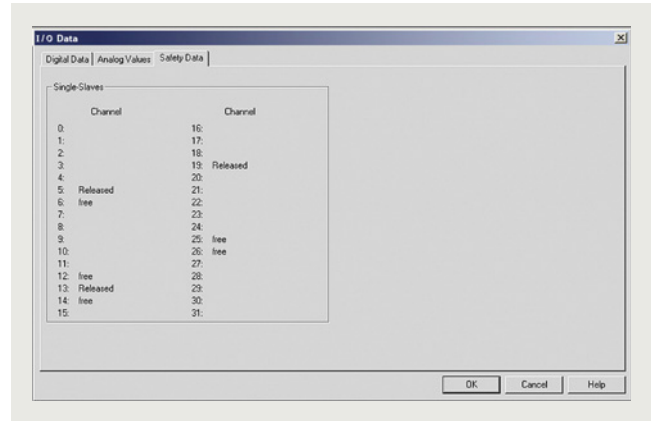 I/O Data
Digital Data Analog Values Safety Data
Single-Slaves
Channel Channel
0: 16:
1: 17:
2: 18:
3: 19: Released
4: 20:
5: Released 21:
6: free 22:
7: 23:
8: 24:
9: 25: free
10: 26: free
11: 27:
12: free 28:
13: Released 29:
14: free 30:
15: 31:
OK Cancel Help